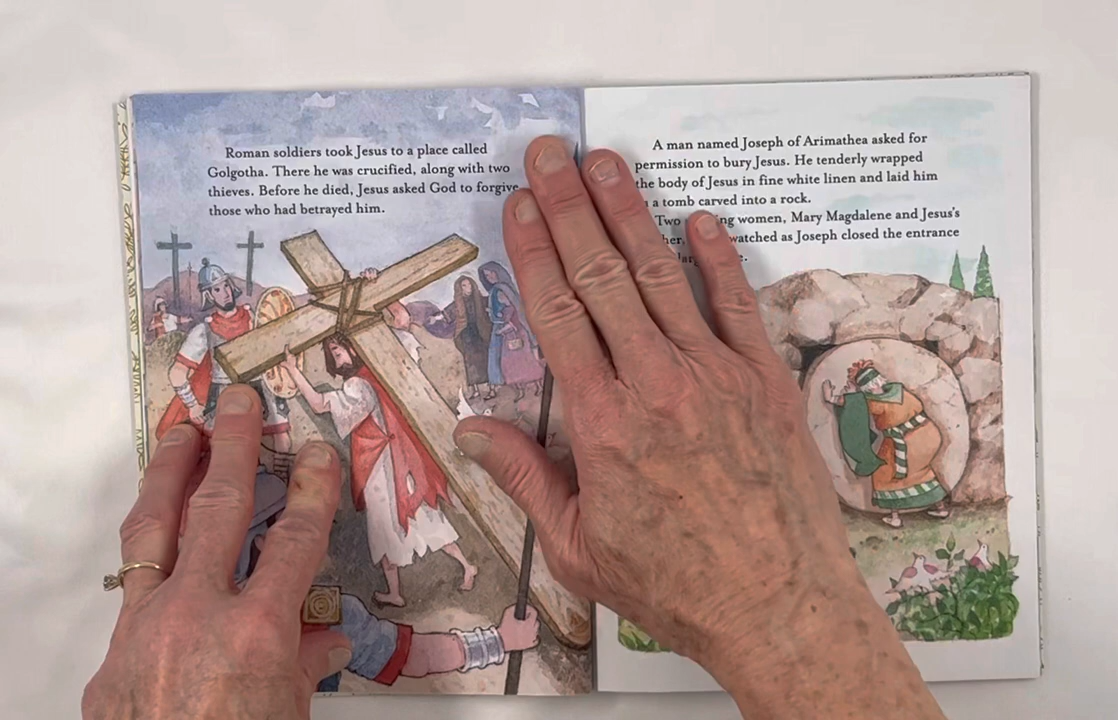 Roman soldiers took Jesus to a place called
Golgotha. There he was crucified, along with two
thieves. Before he died, Jesus asked God to forgive
those who had betrayed him.
A man named Joseph of Arimathea asked for
permission to bury Jesus. He tenderly wrapped
the body of Jesus in fine white linen and laid him
a tomb carved into a rock.
Two women, Mary Magdalene and Jesus's
watched as Joseph closed the entrance